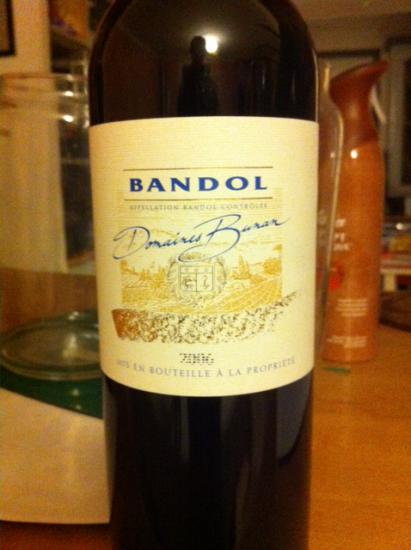 BANDOL
APPELLATION BANDOL CONTRÔLÉE
Domaines Bunan
2006
MIS EN BOUTEILLE À LA PROPRIÉTÉ